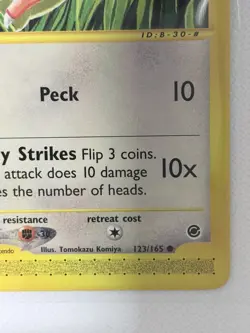 ID:B-30-#
Peck 10
y Strikes Flip 3 coins.
attack does 10 damage 10x
es the number of heads.
resistance retreat cost
-30
ntendo Illus. Tomokazu Komiya 123/165